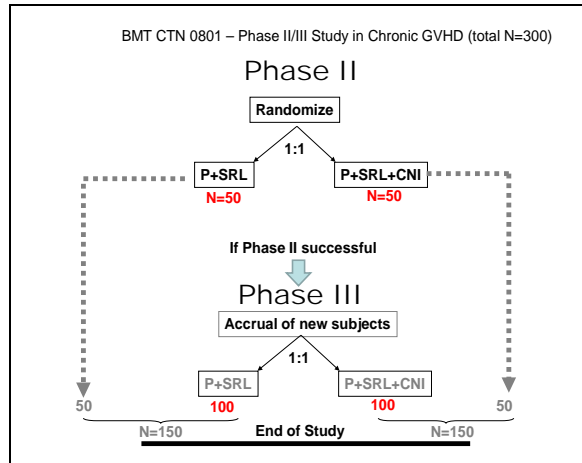 BMT CTN 0801 – Phase II/III Study in Chronic GVHD (total N=300)
Phase II
Randomize
1:1
P+SRL P+SRL+CNI
N=50 N=50
If Phase II successful
Phase III
Accrual of new subjects
1:1
P+SRL P+SRL+CNI
50 100 100 50
N=150 End of Study N=150